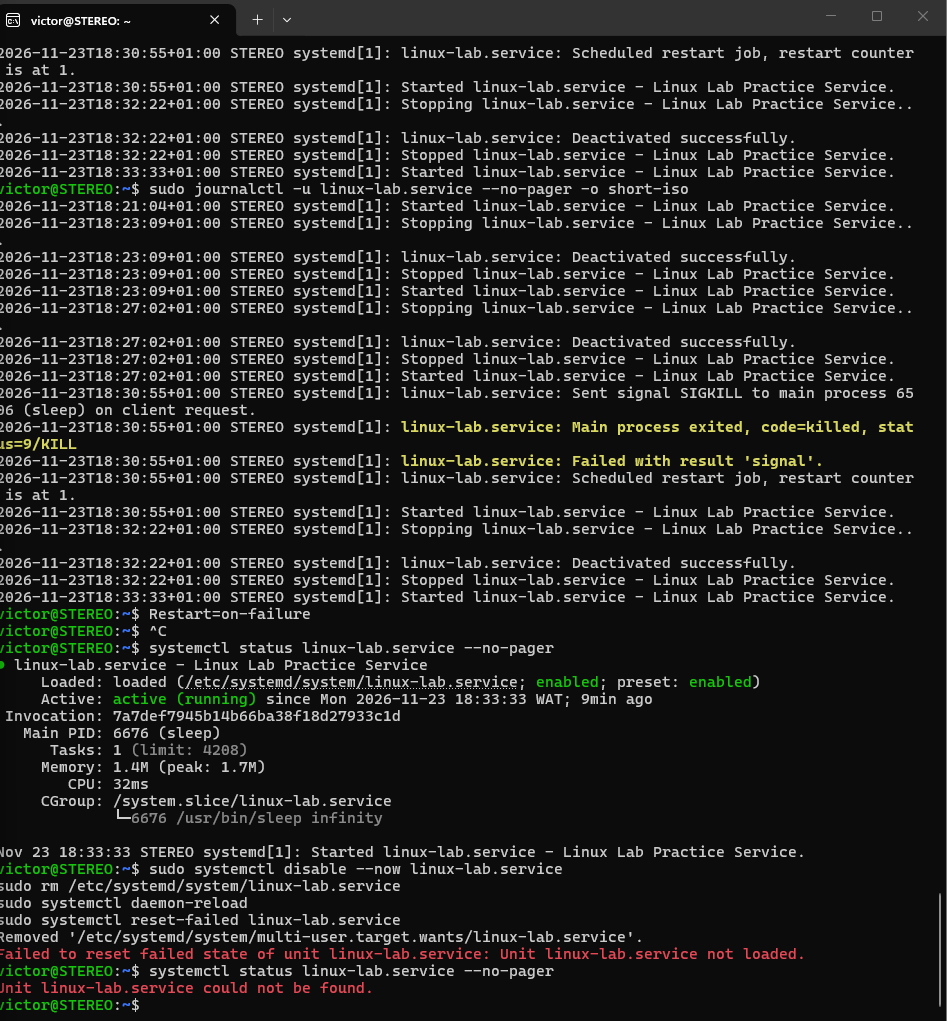 victor@STEREO: ~
2026-11-23T18:30:55+01:00 STEREO systemd[1]: linux-lab.service: Scheduled restart job, restart counter
is at 1.
2026-11-23T18:30:55+01:00 STEREO systemd[1]: Started linux-lab.service - Linux Lab Practice Service.
2026-11-23T18:32:22+01:00 STEREO systemd[1]: Stopping linux-lab.service - Linux Lab Practice Service..
.
2026-11-23T18:32:22+01:00 STEREO systemd[1]: linux-lab.service: Deactivated successfully.
2026-11-23T18:32:22+01:00 STEREO systemd[1]: Stopped linux-lab.service - Linux Lab Practice Service.
2026-11-23T18:33:33+01:00 STEREO systemd[1]: Started linux-lab.service - Linux Lab Practice Service.
victor@STEREO:~$ sudo journalctl -u linux-lab.service --no-pager -o short-iso
2026-11-23T18:21:04+01:00 STEREO systemd[1]: Started linux-lab.service - Linux Lab Practice Service.
2026-11-23T18:23:09+01:00 STEREO systemd[1]: Stopping linux-lab.service - Linux Lab Practice Service..
.
2026-11-23T18:23:09+01:00 STEREO systemd[1]: linux-lab.service: Deactivated successfully.
2026-11-23T18:23:09+01:00 STEREO systemd[1]: Stopped linux-lab.service - Linux Lab Practice Service.
2026-11-23T18:23:09+01:00 STEREO systemd[1]: Started linux-lab.service - Linux Lab Practice Service.
2026-11-23T18:27:02+01:00 STEREO systemd[1]: Stopping linux-lab.service - Linux Lab Practice Service..
.
2026-11-23T18:27:02+01:00 STEREO systemd[1]: linux-lab.service: Deactivated successfully.
2026-11-23T18:27:02+01:00 STEREO systemd[1]: Stopped linux-lab.service - Linux Lab Practice Service.
2026-11-23T18:27:02+01:00 STEREO systemd[1]: Started linux-lab.service - Linux Lab Practice Service.
2026-11-23T18:30:55+01:00 STEREO systemd[1]: linux-lab.service: Sent signal SIGKILL to main process 65
06 (sleep) on client request.
2026-11-23T18:30:55+01:00 STEREO systemd[1]: linux-lab.service: Main process exited, code=killed, stat
us=9/KILL
2026-11-23T18:30:55+01:00 STEREO systemd[1]: linux-lab.service: Failed with result 'signal'.
2026-11-23T18:30:55+01:00 STEREO systemd[1]: linux-lab.service: Scheduled restart job, restart counter
is at 1.
2026-11-23T18:30:55+01:00 STEREO systemd[1]: Started linux-lab.service - Linux Lab Practice Service.
2026-11-23T18:32:22+01:00 STEREO systemd[1]: Stopping linux-lab.service - Linux Lab Practice Service..
.
2026-11-23T18:32:22+01:00 STEREO systemd[1]: linux-lab.service: Deactivated successfully.
2026-11-23T18:32:22+01:00 STEREO systemd[1]: Stopped linux-lab.service - Linux Lab Practice Service.
2026-11-23T18:33:33+01:00 STEREO systemd[1]: Started linux-lab.service - Linux Lab Practice Service.
victor@STEREO:~$ Restart=on-failure
victor@STEREO:~$ ^C
victor@STEREO:~$ systemctl status linux-lab.service --no-pager
● linux-lab.service - Linux Lab Practice Service
Loaded: loaded (/etc/systemd/system/linux-lab.service; enabled; preset: enabled)
Active: active (running) since Mon 2026-11-23 18:33:33 WAT; 9min ago
Invocation: 7a7def7945b14b66ba38f18d27933c1d
Main PID: 6676 (sleep)
Tasks: 1 (limit: 4208)
Memory: 1.4M (peak: 1.7M)
CPU: 32ms
CGroup: /system.slice/linux-lab.service
└─6676 /usr/bin/sleep infinity
Nov 23 18:33:33 STEREO systemd[1]: Started linux-lab.service - Linux Lab Practice Service.
victor@STEREO:~$ sudo systemctl disable --now linux-lab.service
sudo rm /etc/systemd/system/linux-lab.service
sudo systemctl daemon-reload
sudo systemctl reset-failed linux-lab.service
Removed '/etc/systemd/system/multi-user.target.wants/linux-lab.service'.
Failed to reset failed state of unit linux-lab.service: Unit linux-lab.service not loaded.
victor@STEREO:~$ systemctl status linux-lab.service --no-pager
Unit linux-lab.service could not be found.
victor@STEREO:~$